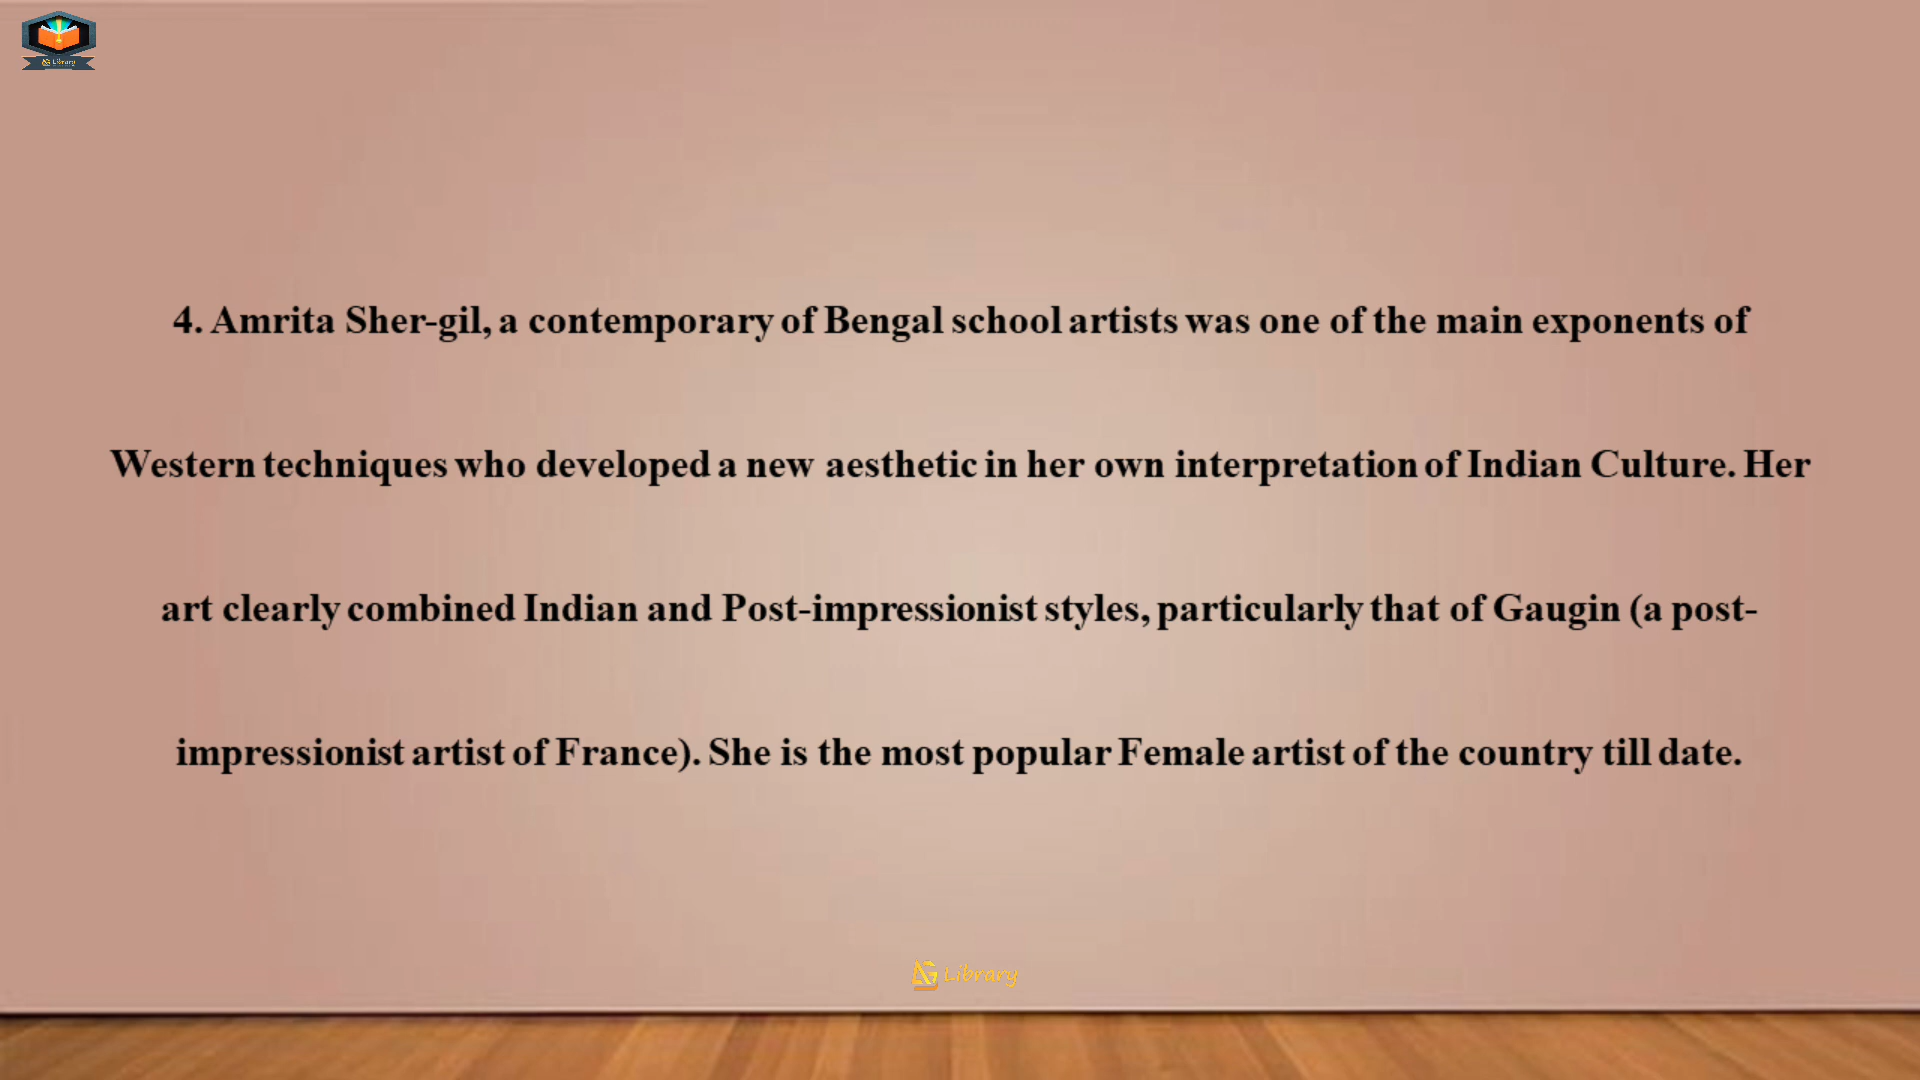 AG Library
4. Amrita Sher-gil, a contemporary of Bengal school artists was one of the main exponents of
Western techniques who developed a new aesthetic in her own interpretation of Indian Culture. Her
art clearly combined Indian and Post-impressionist styles, particularly that of Gaugin (a post-
impressionist artist of France). She is the most popular Female artist of the country till date.
AG Library